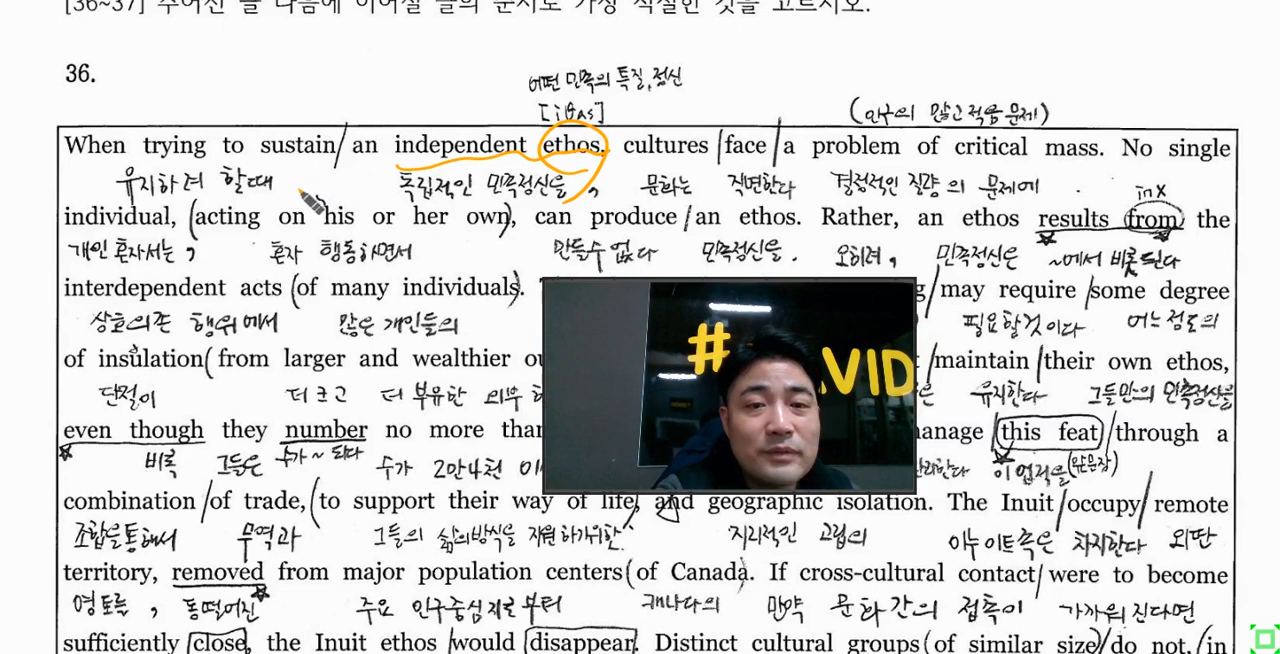 [36~37] 주어진 글 다음에 이어질 글의 순서로 가장 적절한 것을 고르시오.
36.
어떤 민족의 특질, 정신
[iθas] (인구의 많고 적음 문제)
When trying to sustain/ an independent ethos, cultures /face /a problem of critical mass. No single
유지하려 할때 독립적인 민족정신을, 문화는 직면한다 결정적인 질량의 문제에 . in X
individual, (acting on his or her own), can produce /an ethos. Rather, an ethos results from the
개인 혼자서는, 혼자 행동하면서 만들수 없다 민족정신을. 오히려, 민족정신은 ~에서 비롯된다
interdependent acts (of many individuals). /may require /some degree
상호의존 행위에서 많은 개인들의 필요할것이다 어느정도의
of insulation( from larger and wealthier /maintain /their own ethos,
단절이 더 크고 더 부유한 외부 유지한다 그들만의 민족정신을
even though they number no more than this feat /through a
비록 그들은 수가~되다 수가 2만4천 이 업적을 (앞문장)
combination /of trade, (to support their way of life, and geographic isolation. The Inuit /occupy/ remote
조합을통해서 무역과 그들의 삶의방식을 지원하기위한. 지리적인 고립의 이누이트족은 차지한다 외딴
territory, removed from major population centers( of Canada). If cross-cultural contact /were to become
영토를, 동떨어진 주요 인구중심지로부터 캐나다의 만약 문화간의 접촉이 가까워진다면
sufficiently close, the Inuit ethos /would disappear. Distinct cultural groups (of similar size)/ do not, (in
#
VID